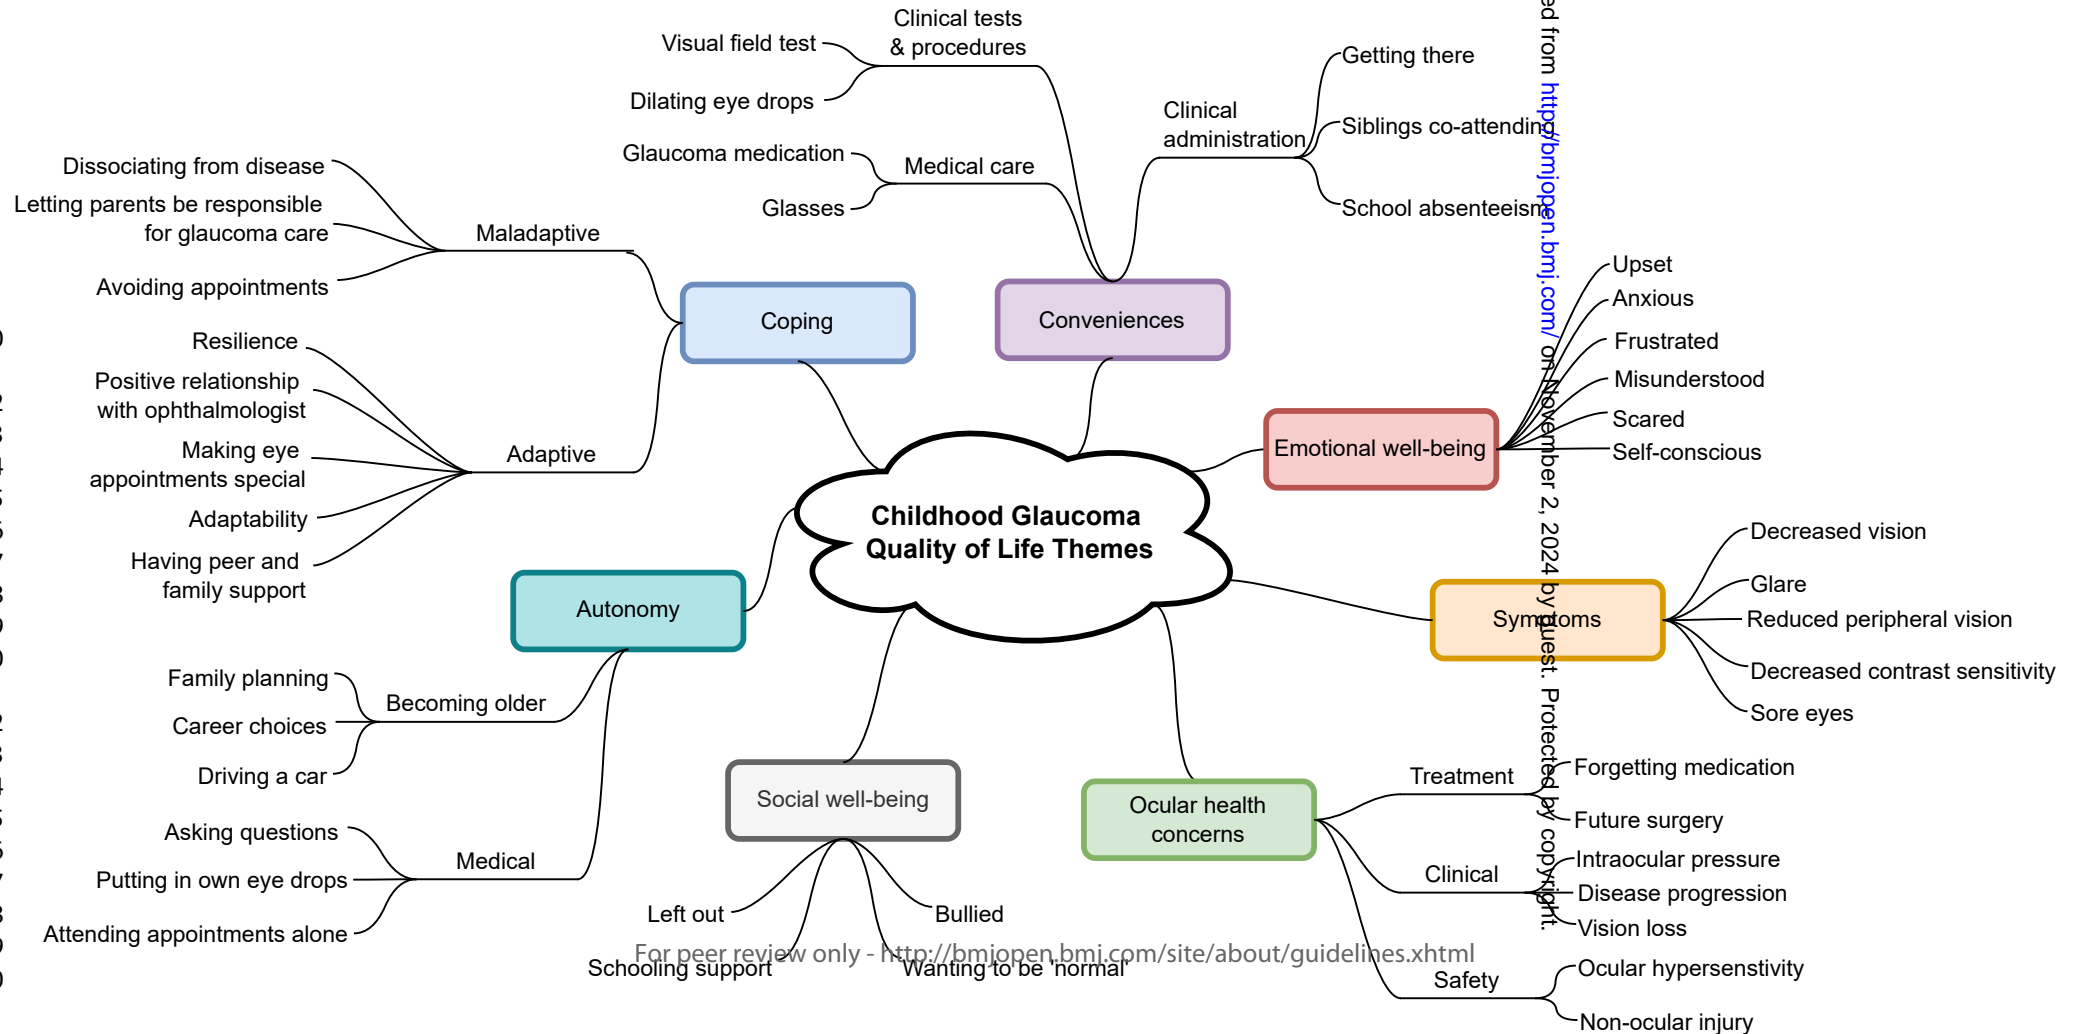 Clinical tests
& procedures
Visual field test
Dilating eye drops
Glaucoma medication
Medical care
Glasses
Clinical
administration
Getting there
Siblings co-attending
School absenteeism
Conveniences
Dissociating from disease
Letting parents be responsible
for glaucoma care
Avoiding appointments
Maladaptive
Coping
Resilience
Positive relationship
with ophthalmologist
Making eye
appointments special
Adaptability
Having peer and
family support
Adaptive
Emotional well-being
Upset
Anxious
Frustrated
Misunderstood
Scared
Self-conscious
Childhood Glaucoma
Quality of Life Themes
Autonomy
Family planning
Career choices
Driving a car
Becoming older
Asking questions
Putting in own eye drops
Attending appointments alone
Medical
Symptoms
Decreased vision
Glare
Reduced peripheral vision
Decreased contrast sensitivity
Sore eyes
Social well-being
Left out
Schooling support
Wanting to be 'normal'
Bullied
Ocular health
concerns
Treatment
Forgetting medication
Future surgery
Clinical
Intraocular pressure
Disease progression
Vision loss
Safety
Ocular hypersenstivity
Non-ocular injury
For peer review only - http://bmjopen.bmj.com/site/about/guidelines.xhtml
from http://bmjopen.bmj.com/ on November 2, 2024 by guest. Protected by copyright.